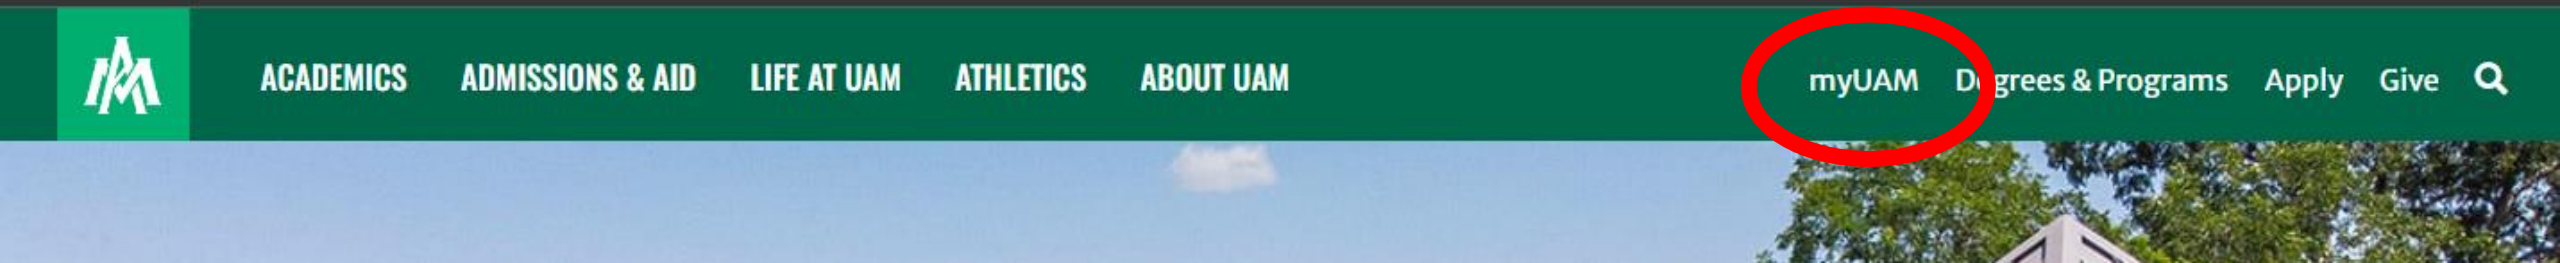 ACADEMICS ADMISSIONS & AID LIFE AT UAM ATHLETICS ABOUT UAM myUAM Degrees & Programs Apply Give